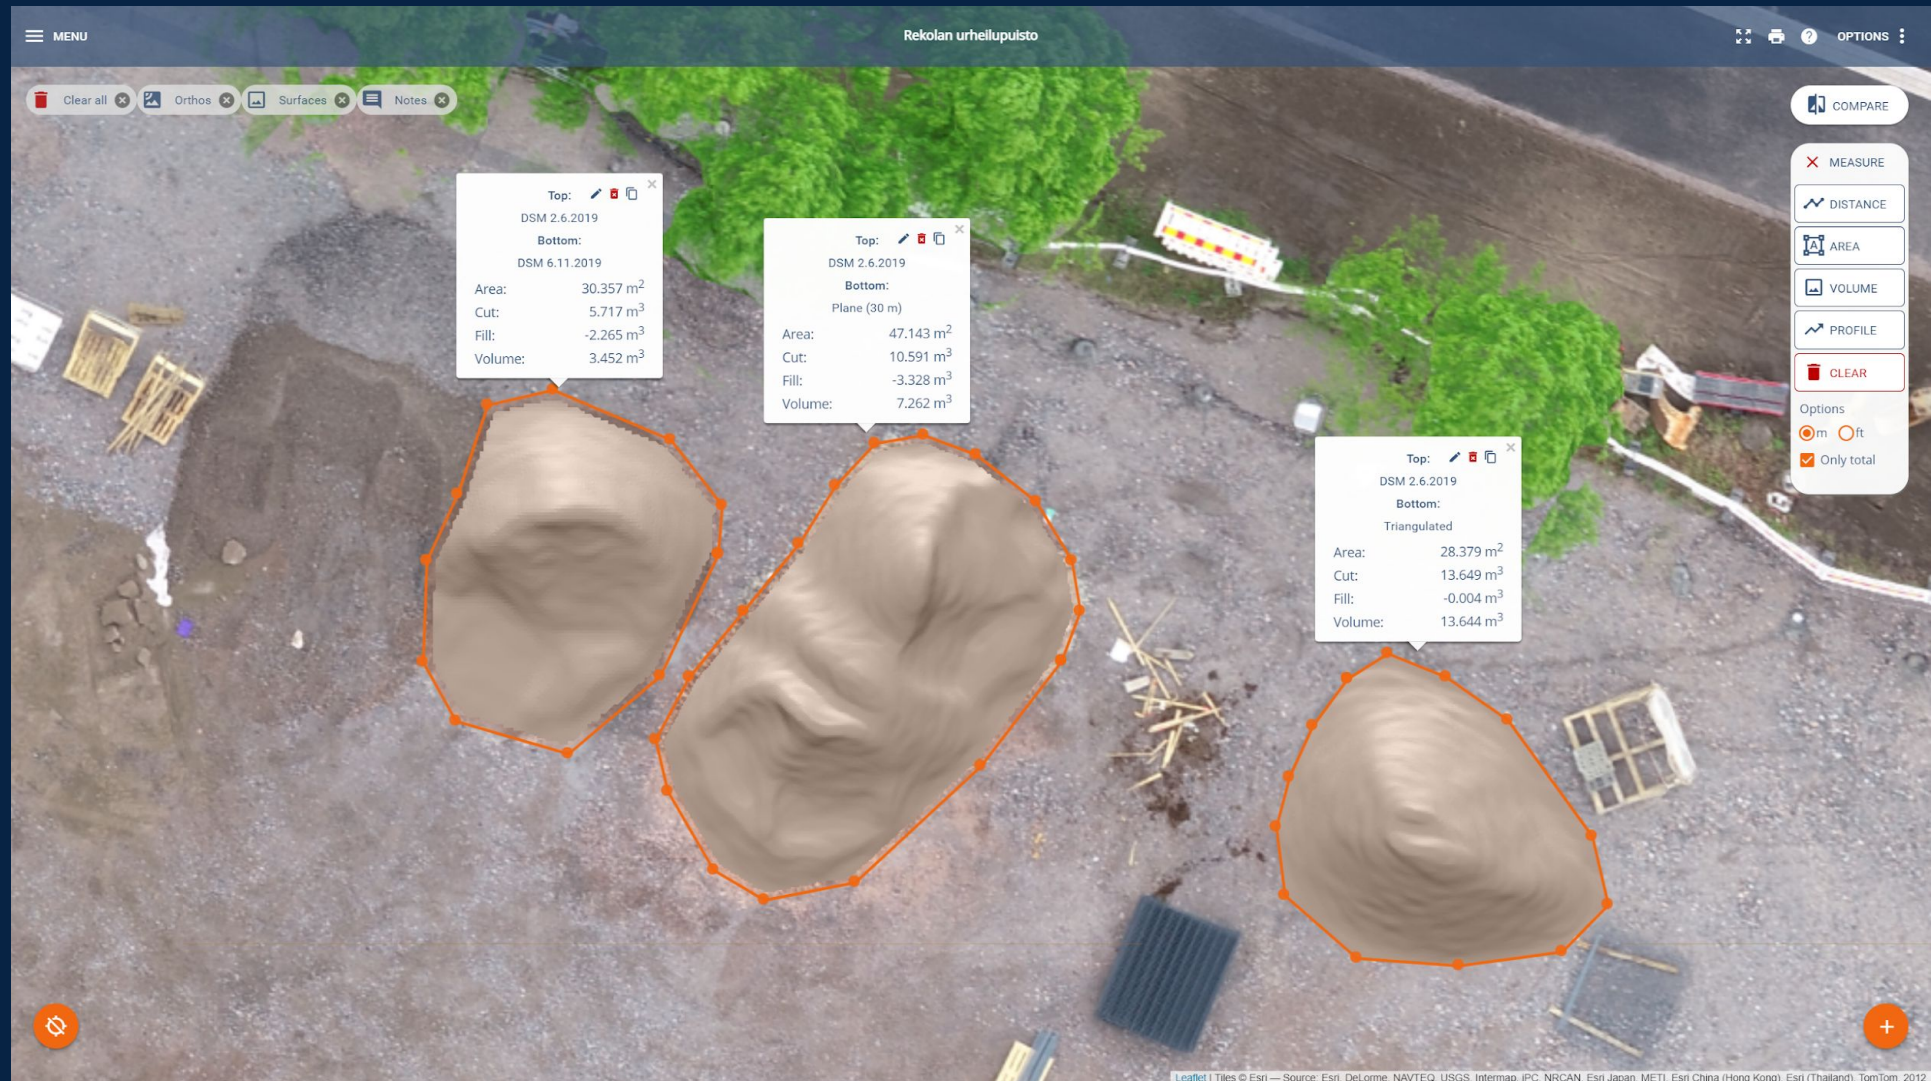 MENU
Rekolan urheilupuisto
OPTIONS
Clear all
Orthos
Surfaces
Notes
COMPARE
MEASURE
DISTANCE
AREA
VOLUME
PROFILE
CLEAR
Options
m ft
Only total
Top:
DSM 2.6.2019
Bottom:
DSM 6.11.2019
Area: 30.357 m²
Cut: 5.717 m³
Fill: -2.265 m³
Volume: 3.452 m³
Top:
DSM 2.6.2019
Bottom:
Plane (30 m)
Area: 47.143 m²
Cut: 10.591 m³
Fill: -3.328 m³
Volume: 7.262 m³
Top:
DSM 2.6.2019
Bottom:
Triangulated
Area: 28.379 m²
Cut: 13.649 m³
Fill: -0.004 m³
Volume: 13.644 m³
Leaflet | Tiles © Esri — Source: Esri, DeLorme, NAVTEQ, USGS, Intermap, iPC, NRCAN, Esri Japan, METI, Esri China (Hong Kong), Esri (Thailand), TomTom, 2012